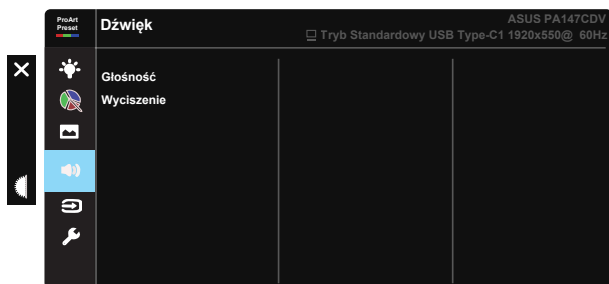 ProArt
Preset
Dźwięk
ASUS PA147CDV
Tryb Standardowy USB Type-C1 1920x550@ 60Hz
Głośność
Wyciszenie